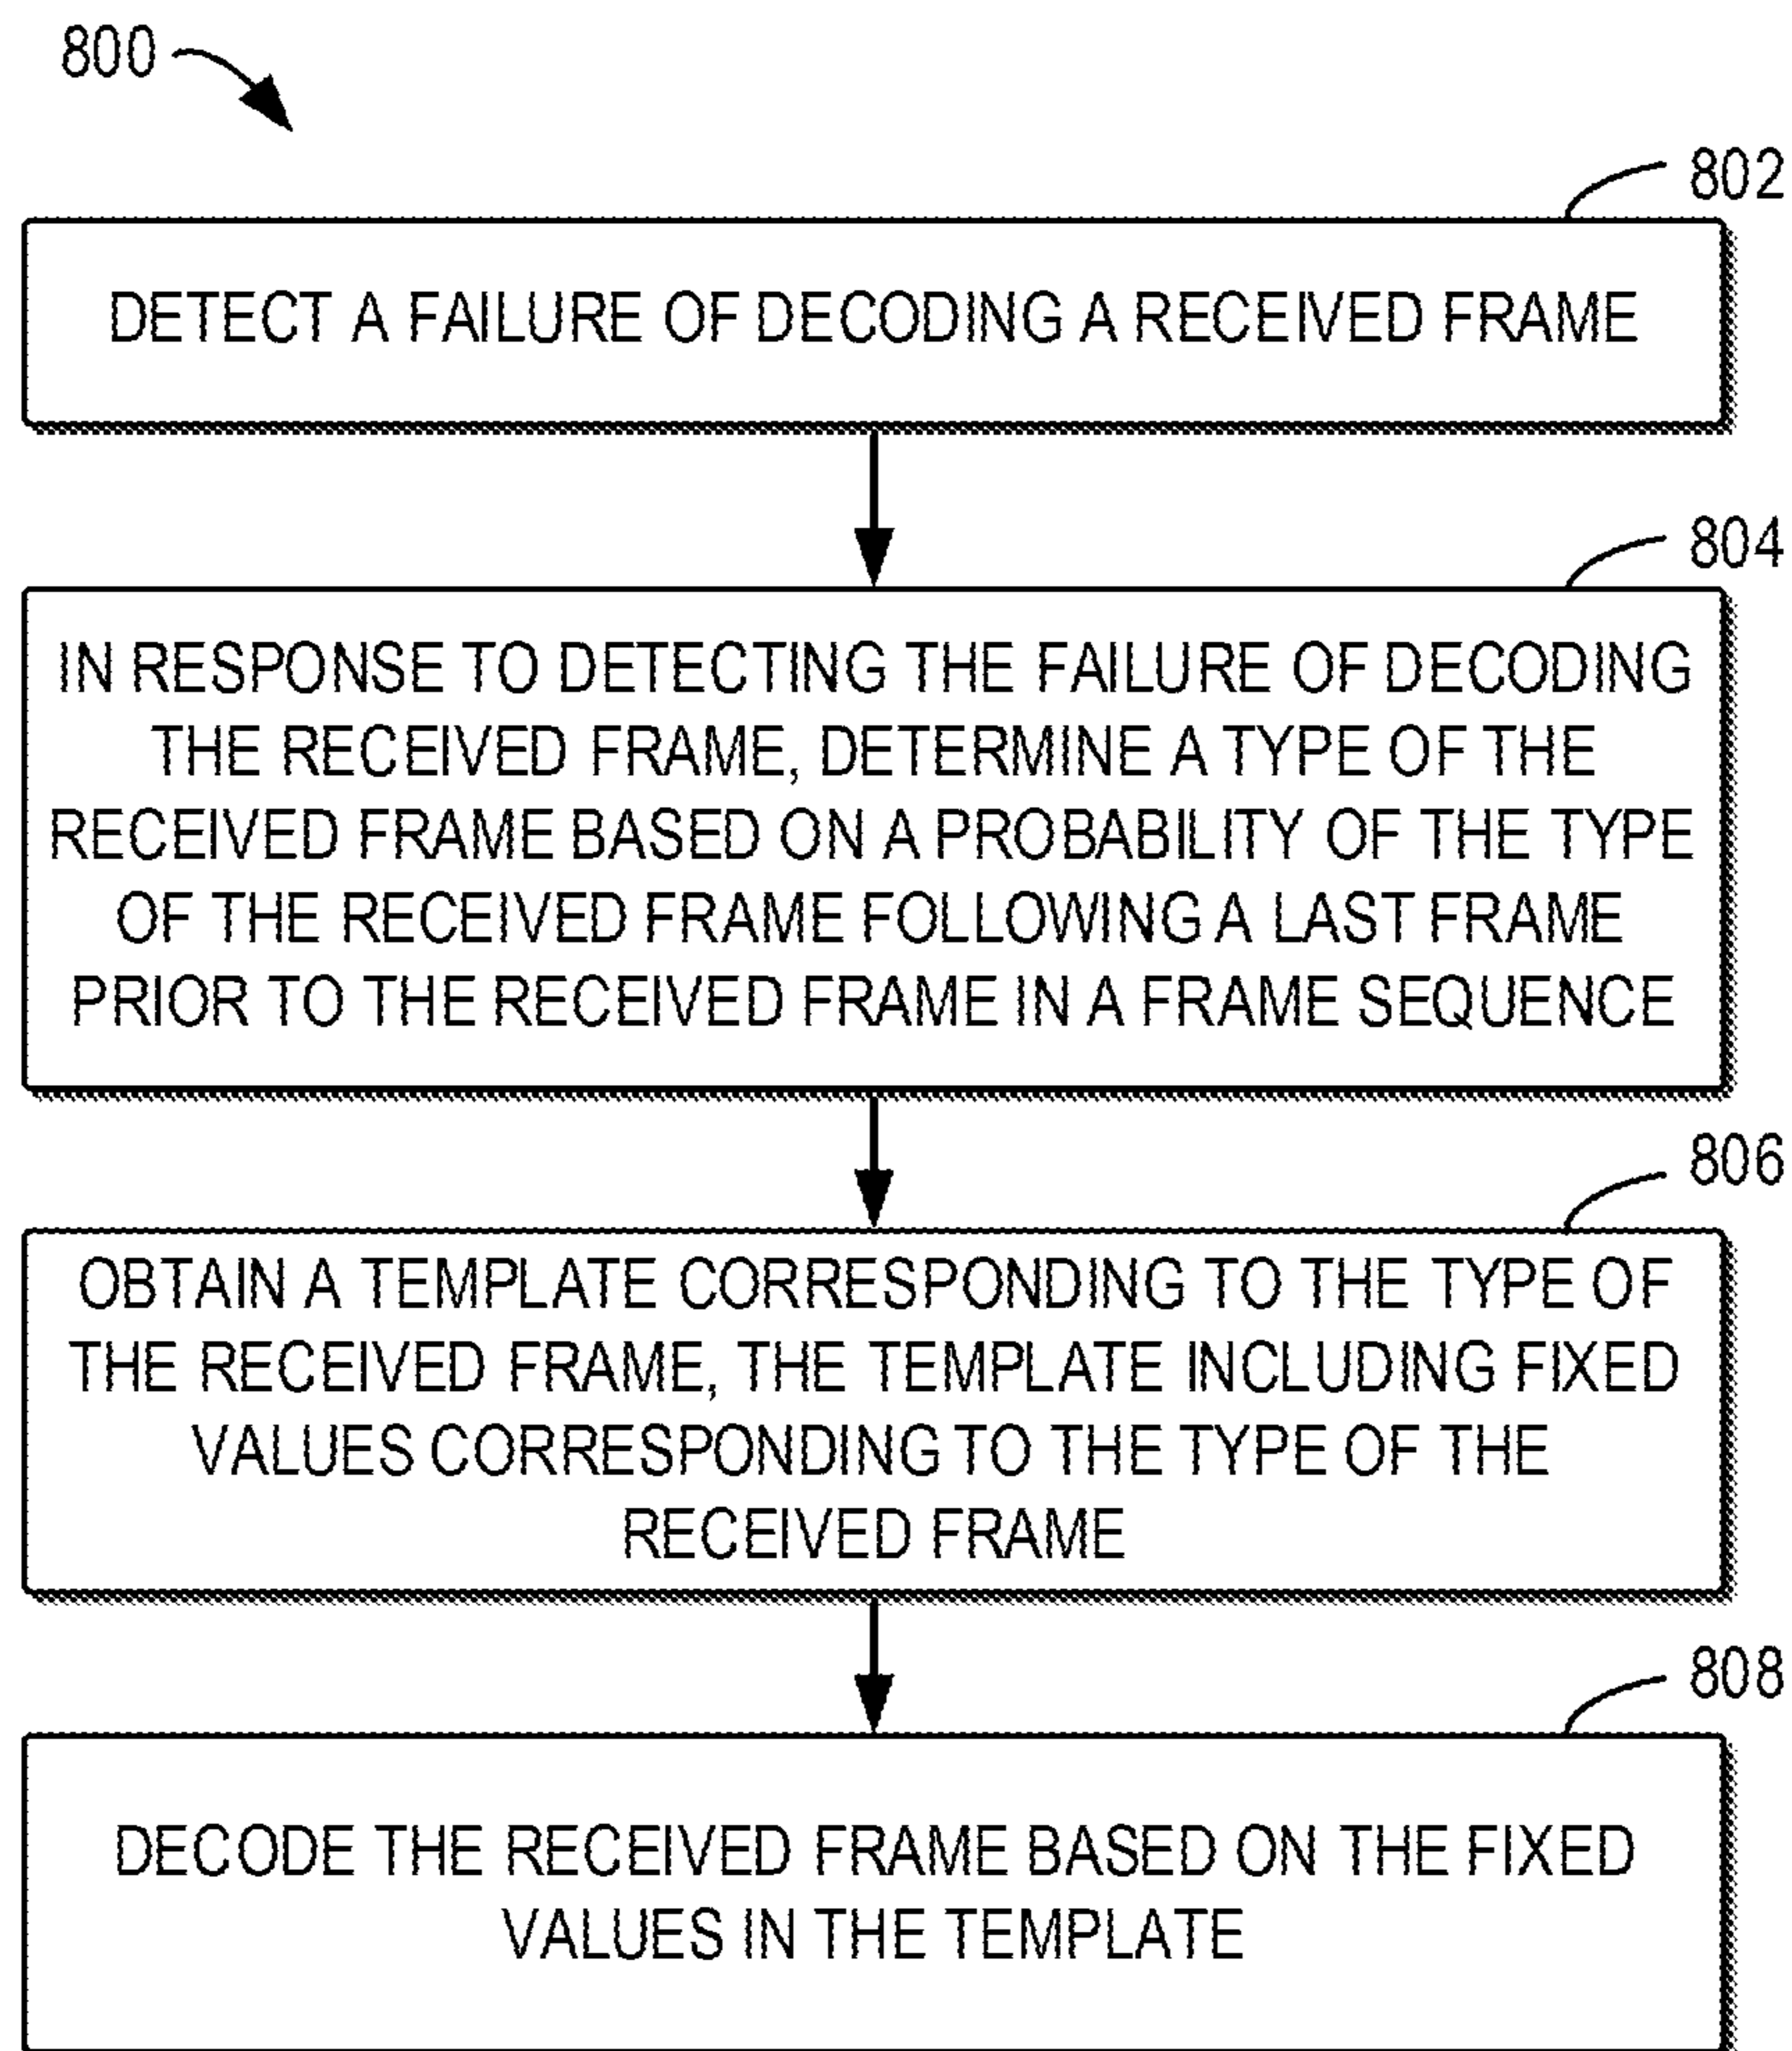 800
802
DETECT A FAILURE OF DECODING A RECEIVED FRAME
804
IN RESPONSE TO DETECTING THE FAILURE OF DECODING
THE RECEIVED FRAME, DETERMINE A TYPE OF THE
RECEIVED FRAME BASED ON A PROBABILITY OF THE TYPE
OF THE RECEIVED FRAME FOLLOWING A LAST FRAME
PRIOR TO THE RECEIVED FRAME IN A FRAME SEQUENCE
806
OBTAIN A TEMPLATE CORRESPONDING TO THE TYPE OF
THE RECEIVED FRAME, THE TEMPLATE INCLUDING FIXED
VALUES CORRESPONDING TO THE TYPE OF THE
RECEIVED FRAME
808
DECODE THE RECEIVED FRAME BASED ON THE FIXED
VALUES IN THE TEMPLATE